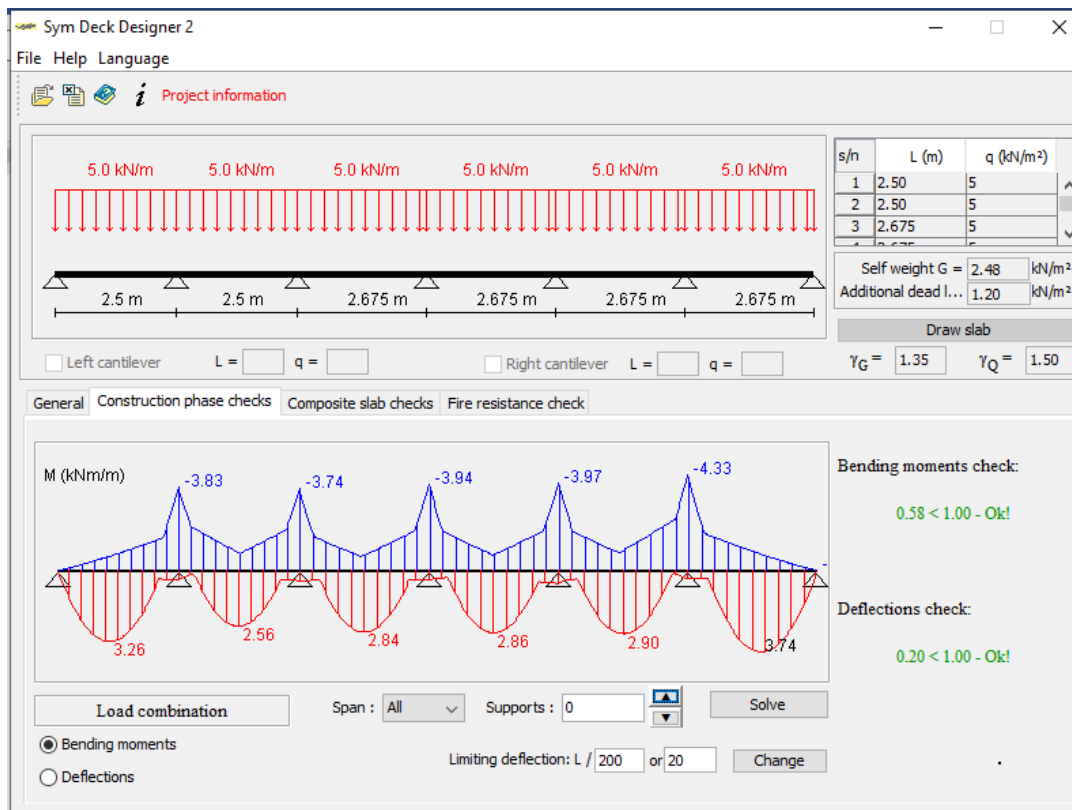 Sym Deck Designer 2
File Help Language
Project information
5.0 kN/m 5.0 kN/m 5.0 kN/m 5.0 kN/m 5.0 kN/m 5.0 kN/m
2.5 m 2.5 m 2.675 m 2.675 m 2.675 m 2.675 m
Left cantilever L = q = Right cantilever L = q =
s/n L (m) q (kN/m²)
1 2.50 5
2 2.50 5
3 2.675 5
Self weight G = 2.48 kN/m²
Additional dead l... 1.20 kN/m²
Draw slab
γG = 1.35 γQ = 1.50
General Construction phase checks Composite slab checks Fire resistance check
M (kNm/m)
-3.83 -3.74 -3.94 -3.97 -4.33 -
3.26 2.56 2.84 2.86 2.90 3.74
Bending moments check:
0.58 < 1.00 - Ok!
Deflections check:
0.20 < 1.00 - Ok!
Load combination Span : All Supports : 0 Solve
Bending moments
Deflections
Limiting deflection: L / 200 or 20 Change